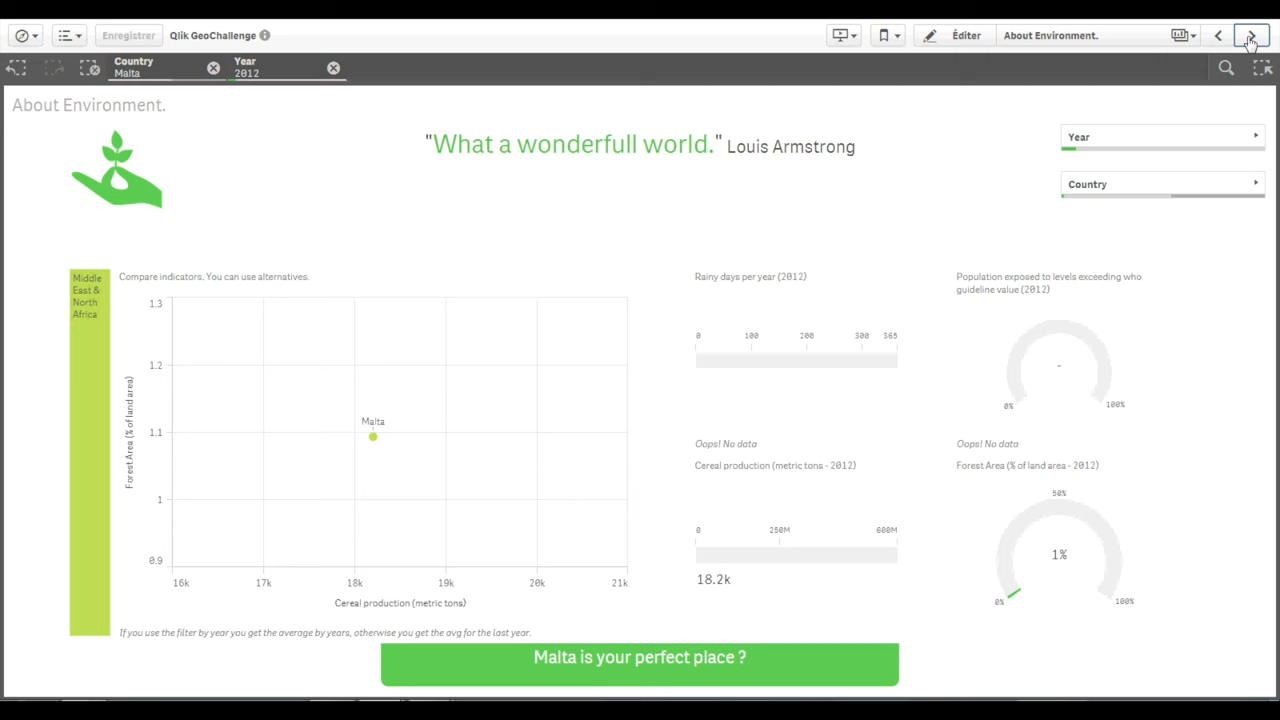 Enregistrer
Qlik GeoChallenge
Éditer
About Environment.
Country
Malta
Year
2012
About Environment.
"What a wonderfull world." Louis Armstrong
Year
Country
Middle
East &
North
Africa
Compare indicators. You can use alternatives.
1.3
1.2
1.1
1
0.9
Forest Area (% of land area)
Malta
16k
17k
18k
19k
20k
21k
Cereal production (metric tons)
If you use the filter by year you get the average by years, otherwise you get the avg for the last year.
Rainy days per year (2012)
0
100
200
300
365
Oops! No data
Population exposed to levels exceeding who
guideline value (2012)
-
0%
100%
Oops! No data
Cereal production (metric tons - 2012)
0
250M
600M
18.2k
Forest Area (% of land area - 2012)
50%
1%
0%
100%
Malta is your perfect place ?